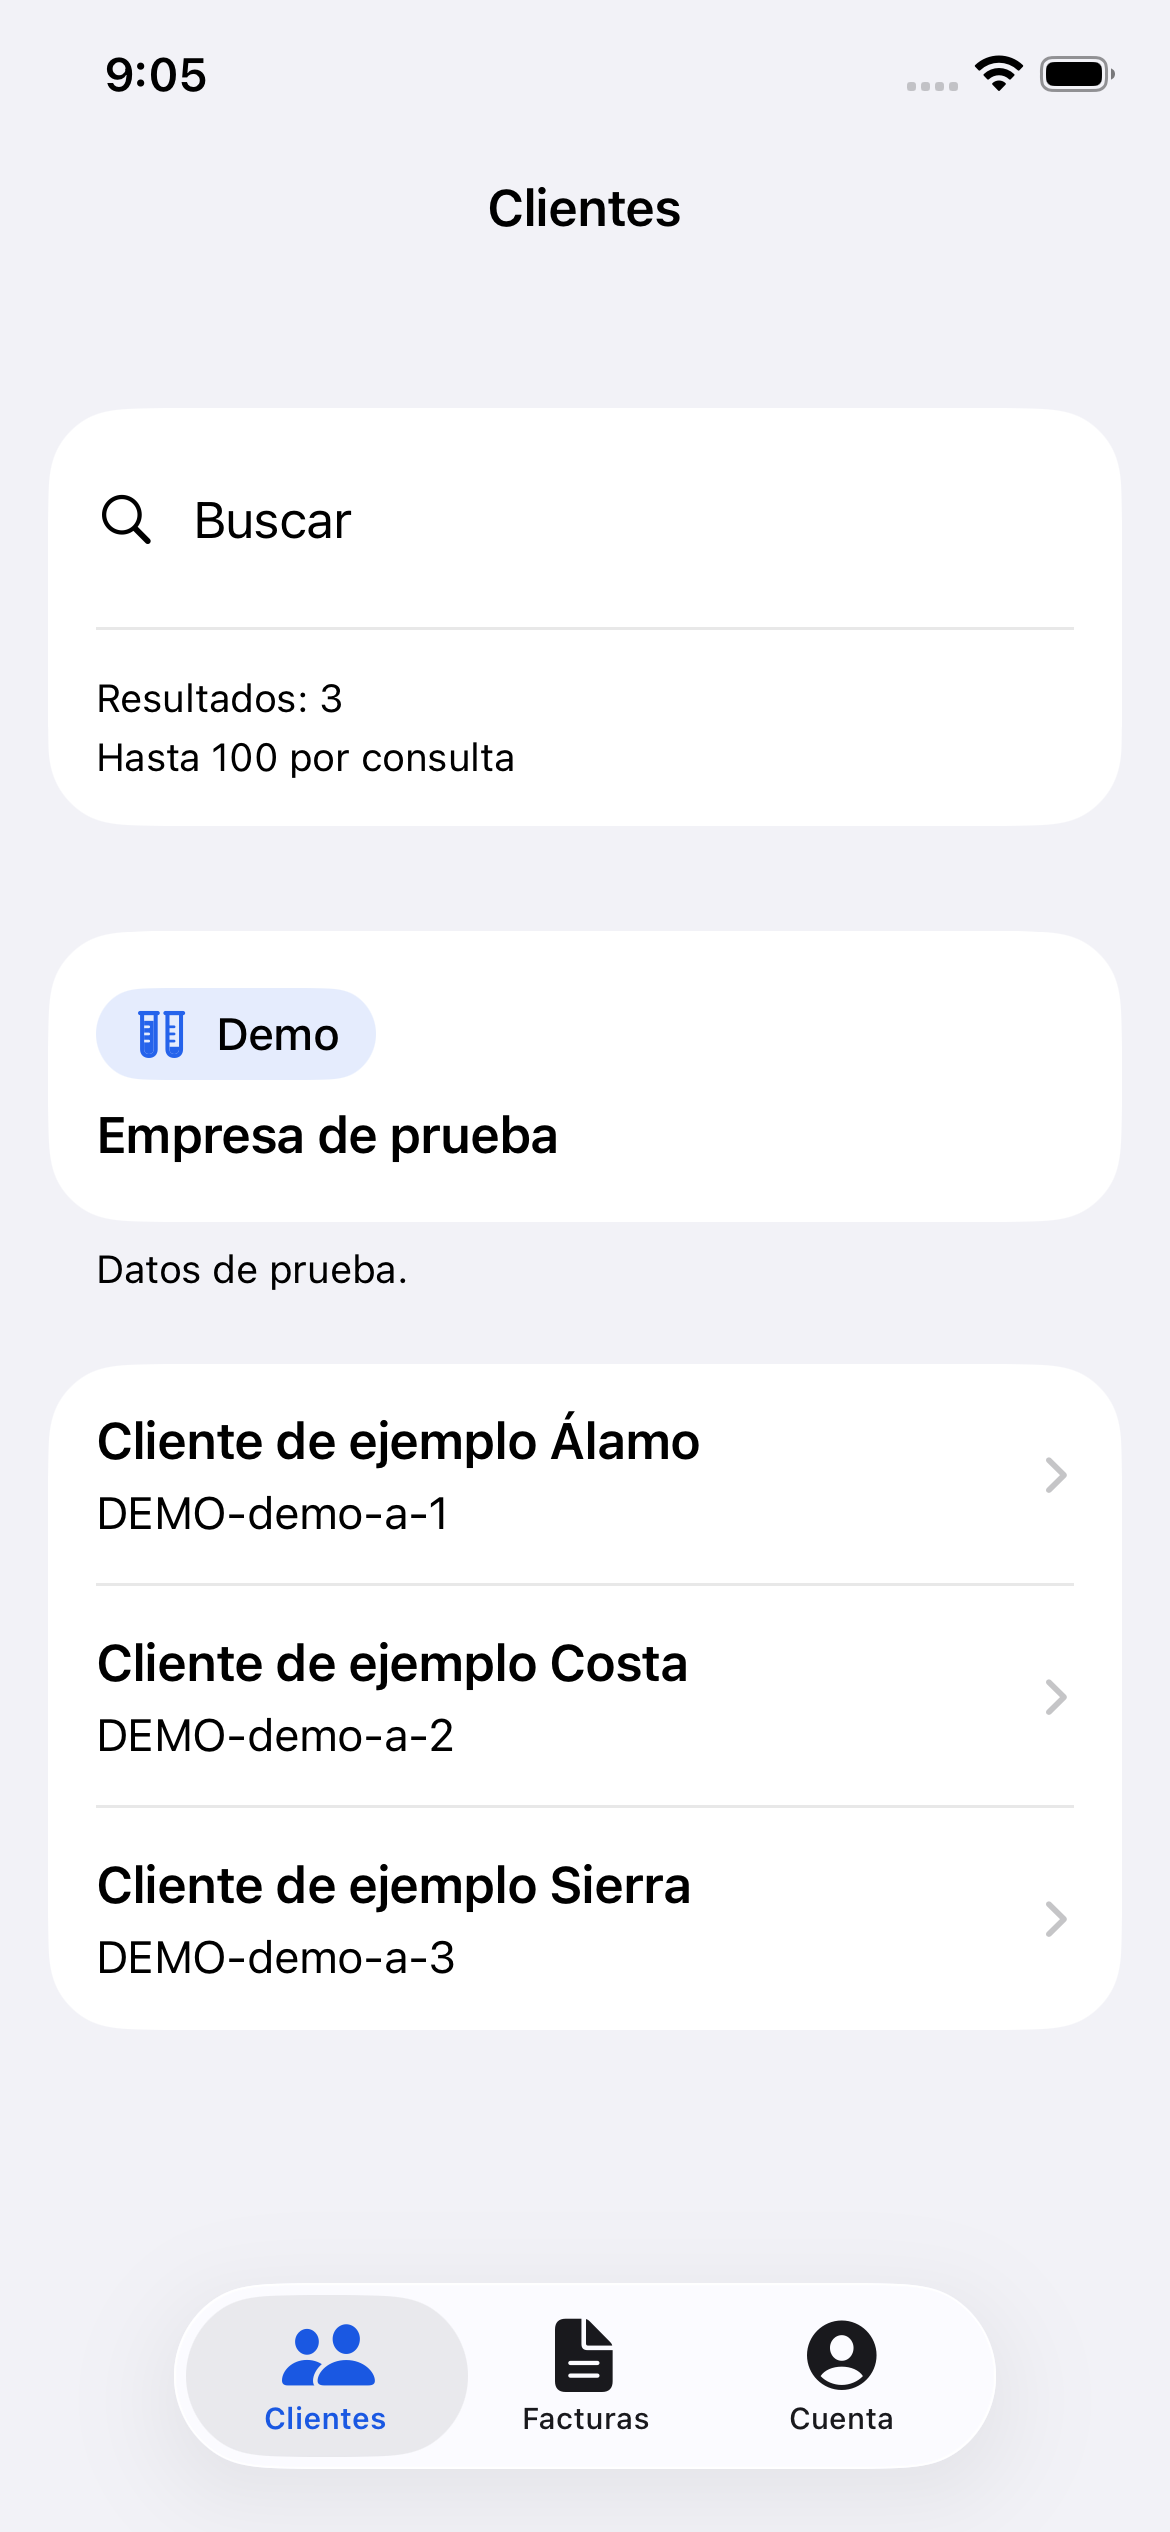 9:05
Clientes
Buscar
Resultados: 3
Hasta 100 por consulta
Demo
Empresa de prueba
Datos de prueba.
Cliente de ejemplo Álamo
DEMO-demo-a-1
Cliente de ejemplo Costa
DEMO-demo-a-2
Cliente de ejemplo Sierra
DEMO-demo-a-3
Clientes
Facturas
Cuenta